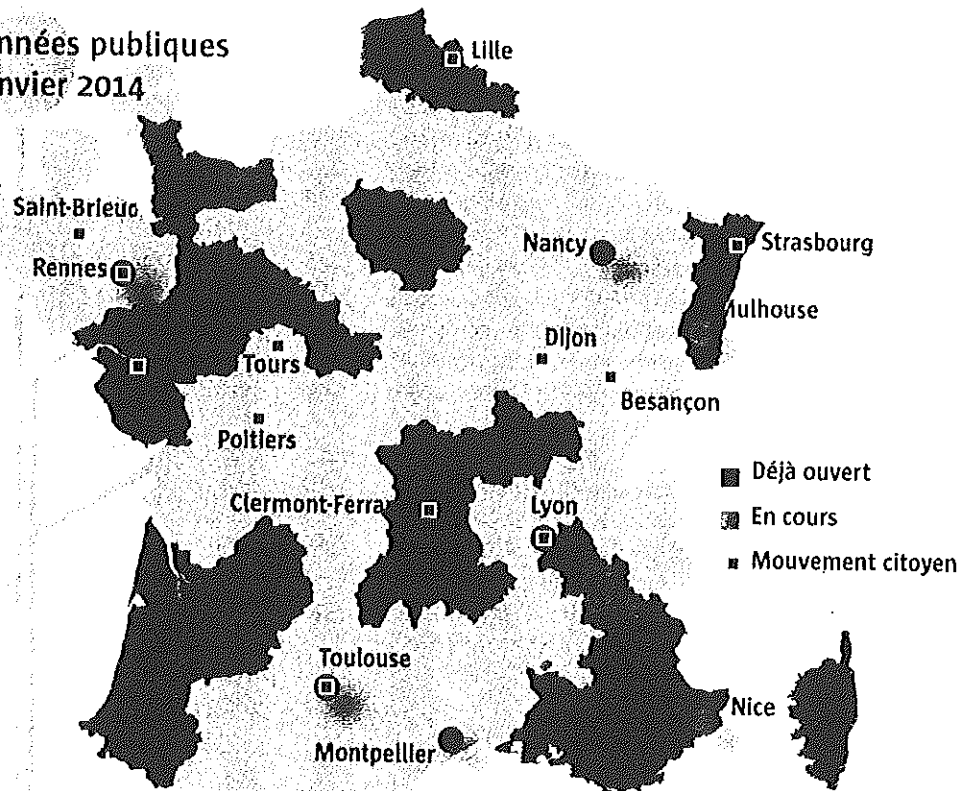 nnées publiques
nvier 2014
Lille
Saint-Brieuc
Rennes
Nancy
Strasbourg
Mulhouse
Dijon
Tours
Besançon
Poitiers
Déjà ouvert
Clermont-Ferra
Lyon
En cours
Mouvement citoyen
Toulouse
Nice
Montpellier